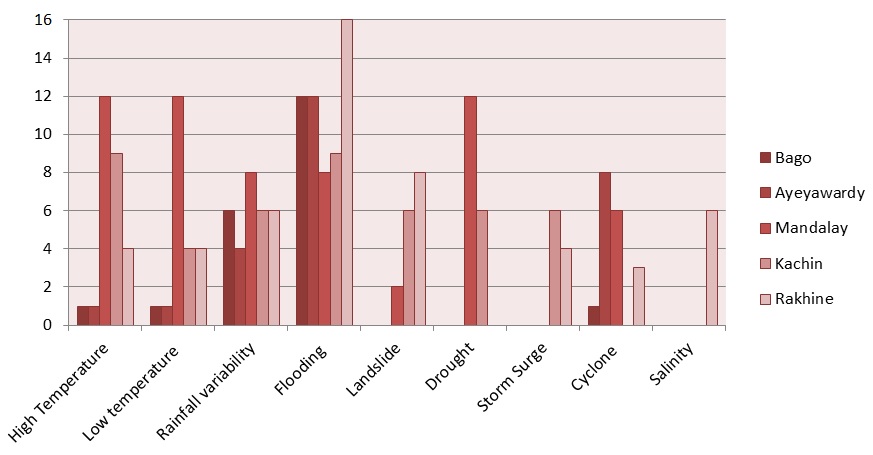 16
14
12
10
8
6
4
2
0
High Temperature
Low temperature
Rainfall variability
Flooding
Landslide
Drought
Storm Surge
Cyclone
Salinity
Bago
Ayeyawardy
Mandalay
Kachin
Rakhine